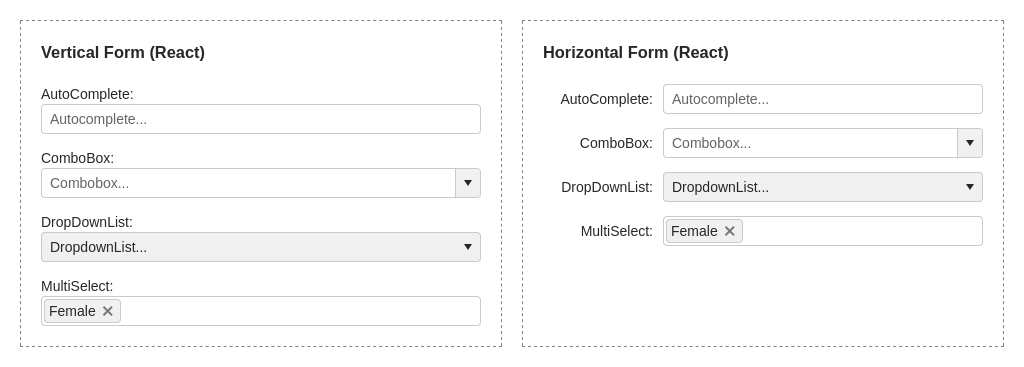 Vertical Form (React)
AutoComplete:
Autocomplete...
ComboBox:
Combobox...
DropDownList:
DropdownList...
MultiSelect:
Female
Horizontal Form (React)
AutoComplete: Autocomplete...
ComboBox: Combobox...
DropDownList: DropdownList...
MultiSelect: Female